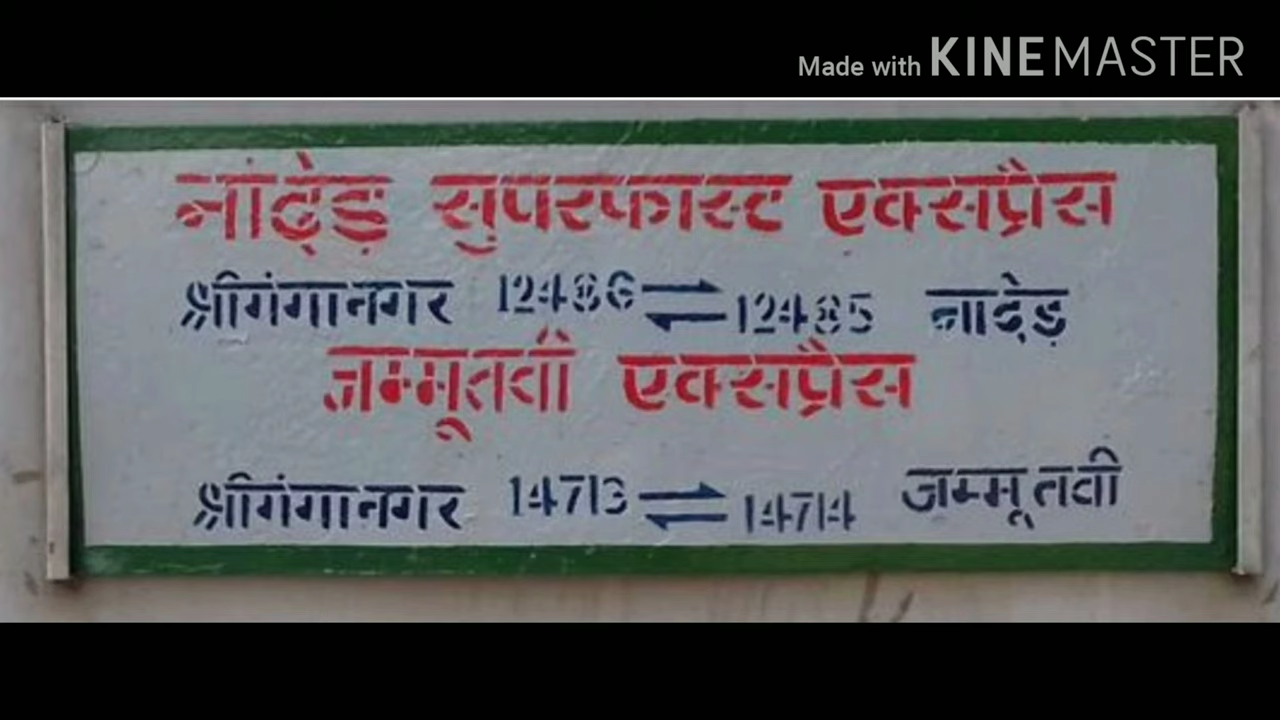 Made with KINEMASTER
नांढ़ेड़ सुपरफास्ट एक्सप्रैस
श्रीगंगानगर 12486 ⇌ 12485 नादे़ड़
जम्मूतवी एक्सप्रैस
श्रीगंगानगर 14713 ⇌ 14714 जम्मू तवी